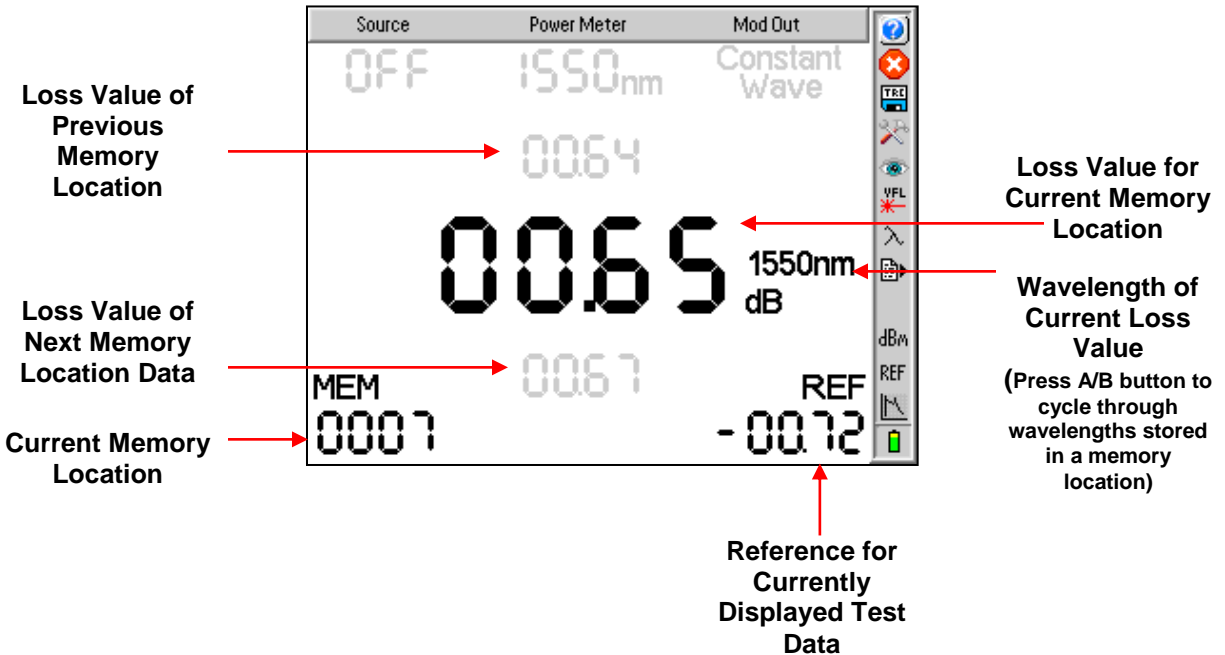 Source Power Meter Mod Out
OFF 1550nm Constant
Wave
TRC
Loss Value of
Previous
Memory
Location
00.64
VFL
Loss Value for
Current Memory
Location
00.65
1550nm
dB
λ
Wavelength of
Current Loss
Value
(Press A/B button to
cycle through
wavelengths stored
in a memory
location)
Loss Value of
Next Memory
Location Data
00.67
dBm
REF
MEM
0007
REF
-00.72
Current Memory
Location
Reference for
Currently
Displayed Test
Data